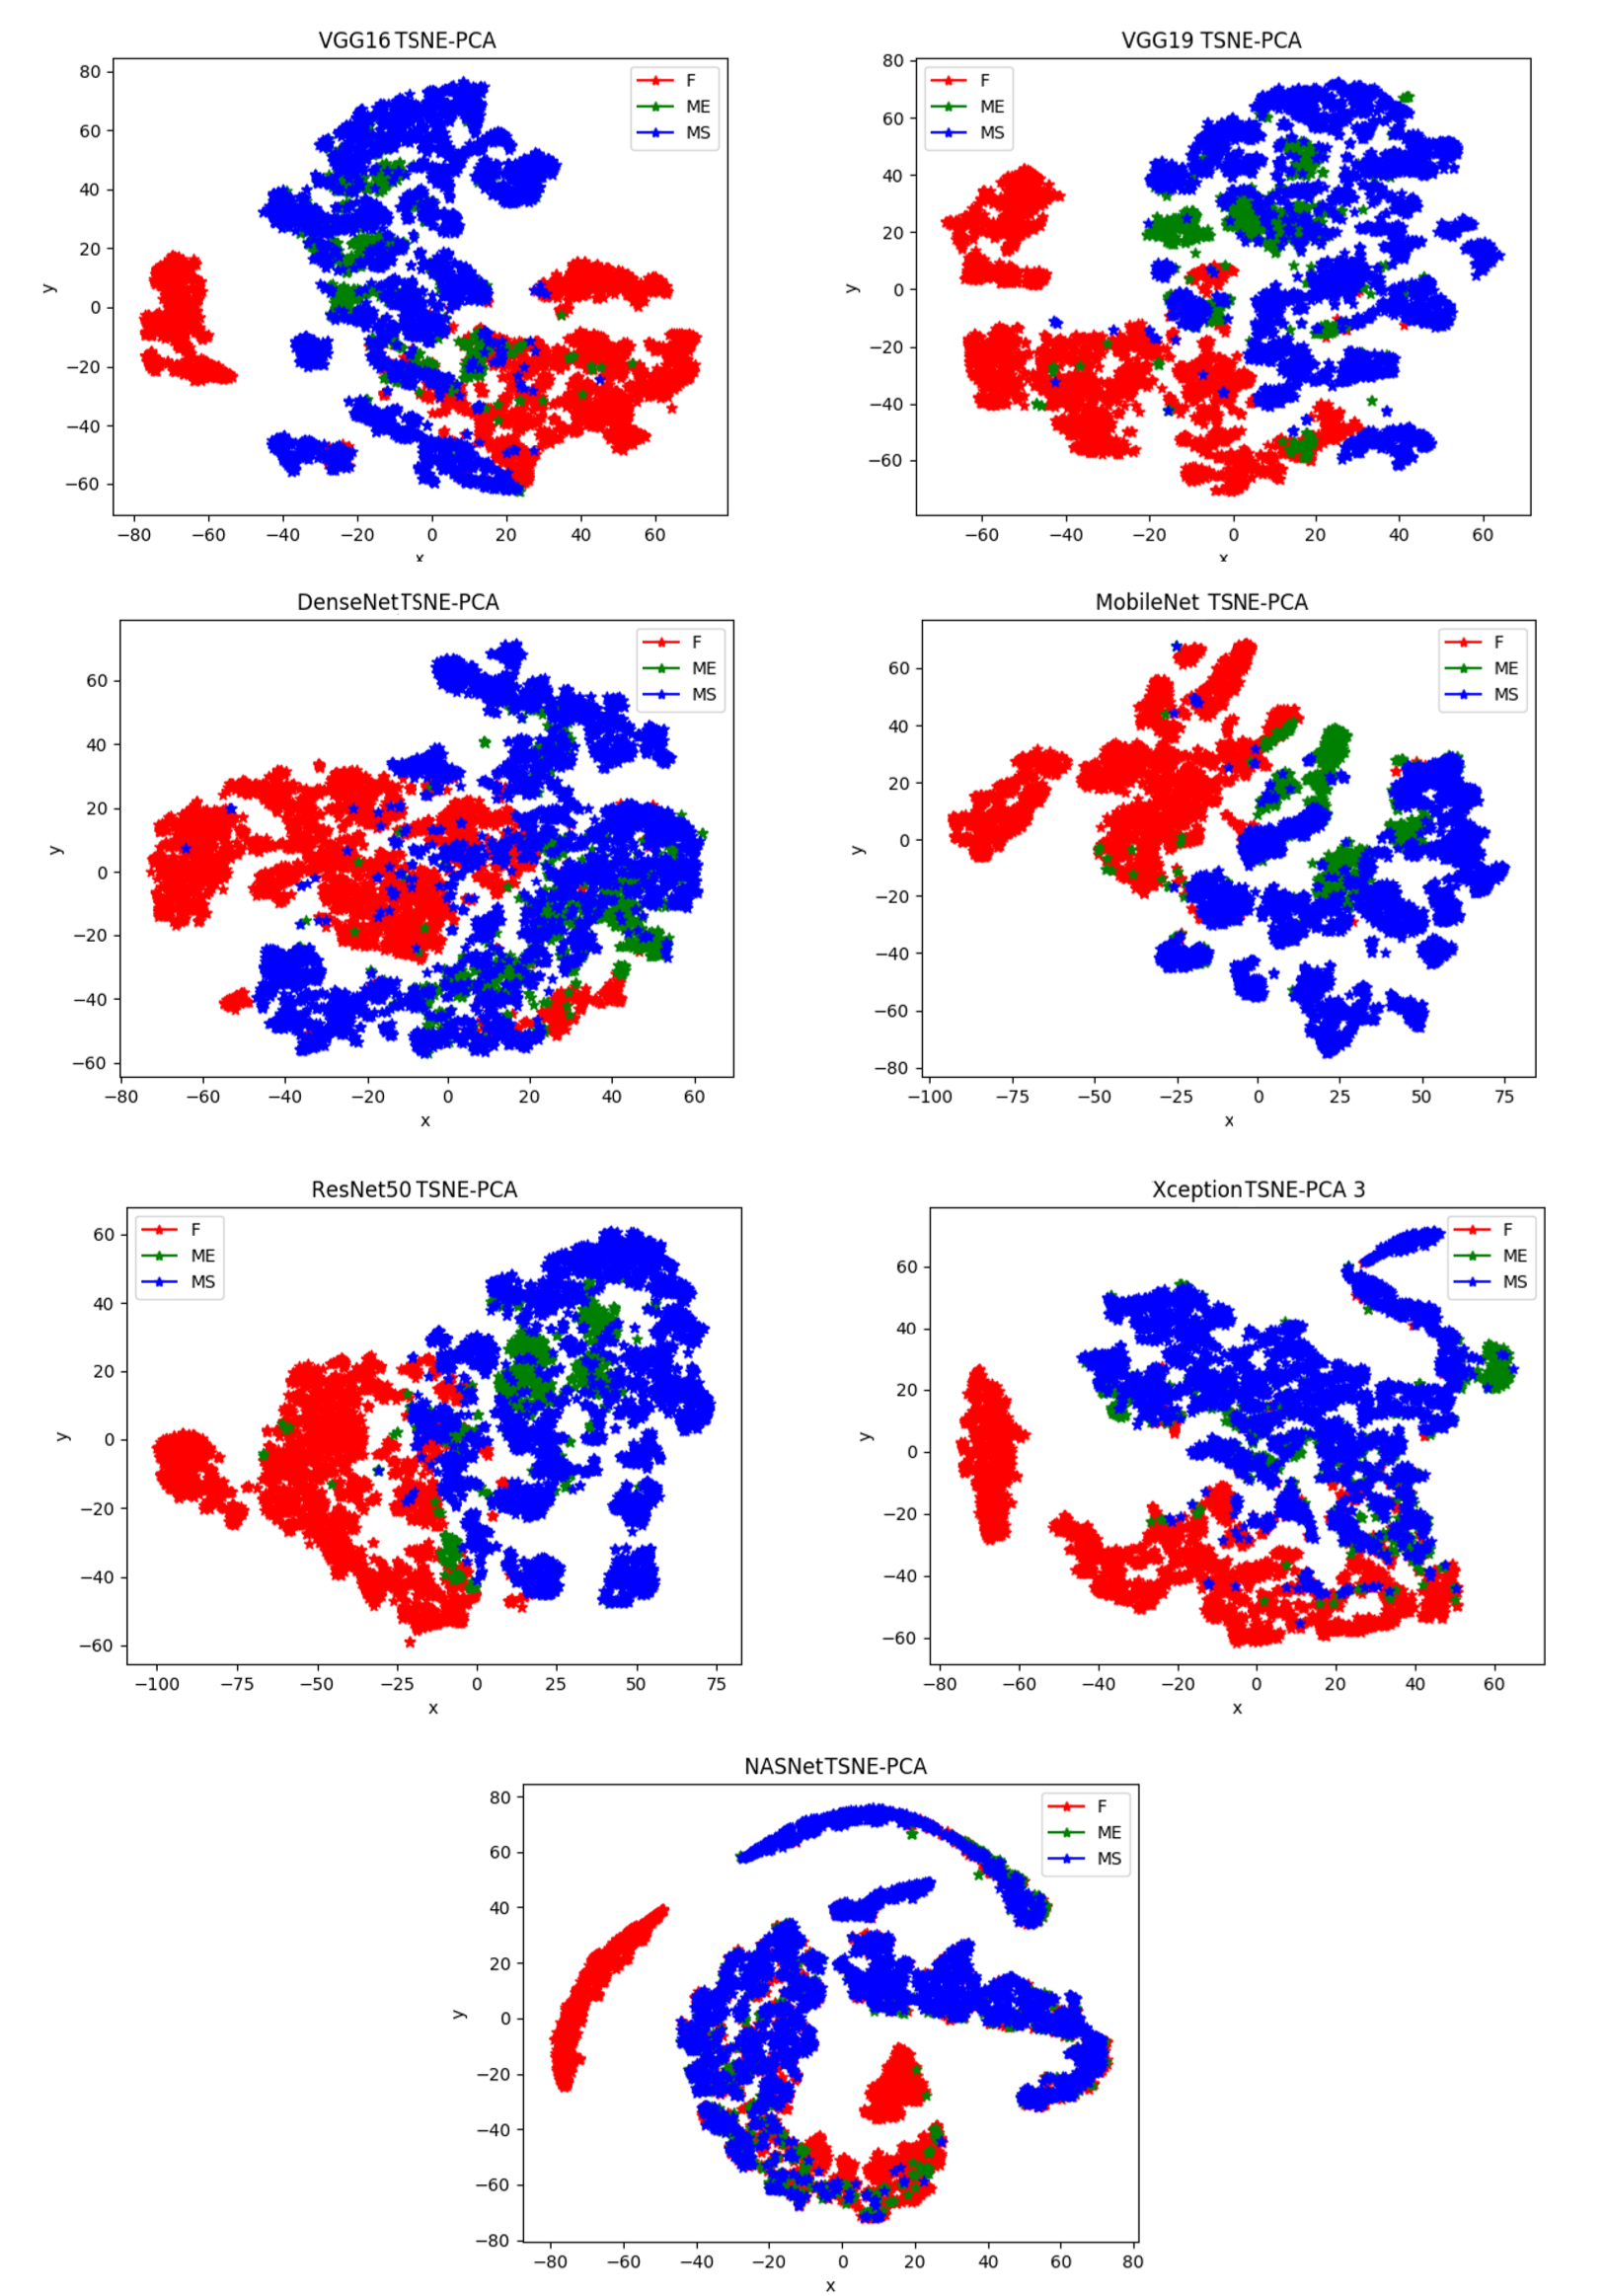 VGG16 TSNE-PCA
80
60
40
20
0
−20
−40
−60
y
−80 −60 −40 −20 0 20 40 60
x
F
ME
MS
VGG19 TSNE-PCA
80
60
40
20
0
−20
−40
−60
y
−60 −40 −20 0 20 40 60
x
F
ME
MS
DenseNet TSNE-PCA
60
40
20
0
−20
−40
−60
y
−80 −60 −40 −20 0 20 40 60
x
F
ME
MS
MobileNet TSNE-PCA
60
40
20
0
−20
−40
−60
−80
y
−100 −75 −50 −25 0 25 50 75
x
F
ME
MS
ResNet50 TSNE-PCA
60
40
20
0
−20
−40
−60
y
−100 −75 −50 −25 0 25 50 75
x
F
ME
MS
Xception TSNE-PCA 3
60
40
20
0
−20
−40
−60
y
−80 −60 −40 −20 0 20 40 60
x
F
ME
MS
NASNet TSNE-PCA
80
60
40
20
0
−20
−40
−60
−80
y
−80 −60 −40 −20 0 20 40 60 80
x
F
ME
MS